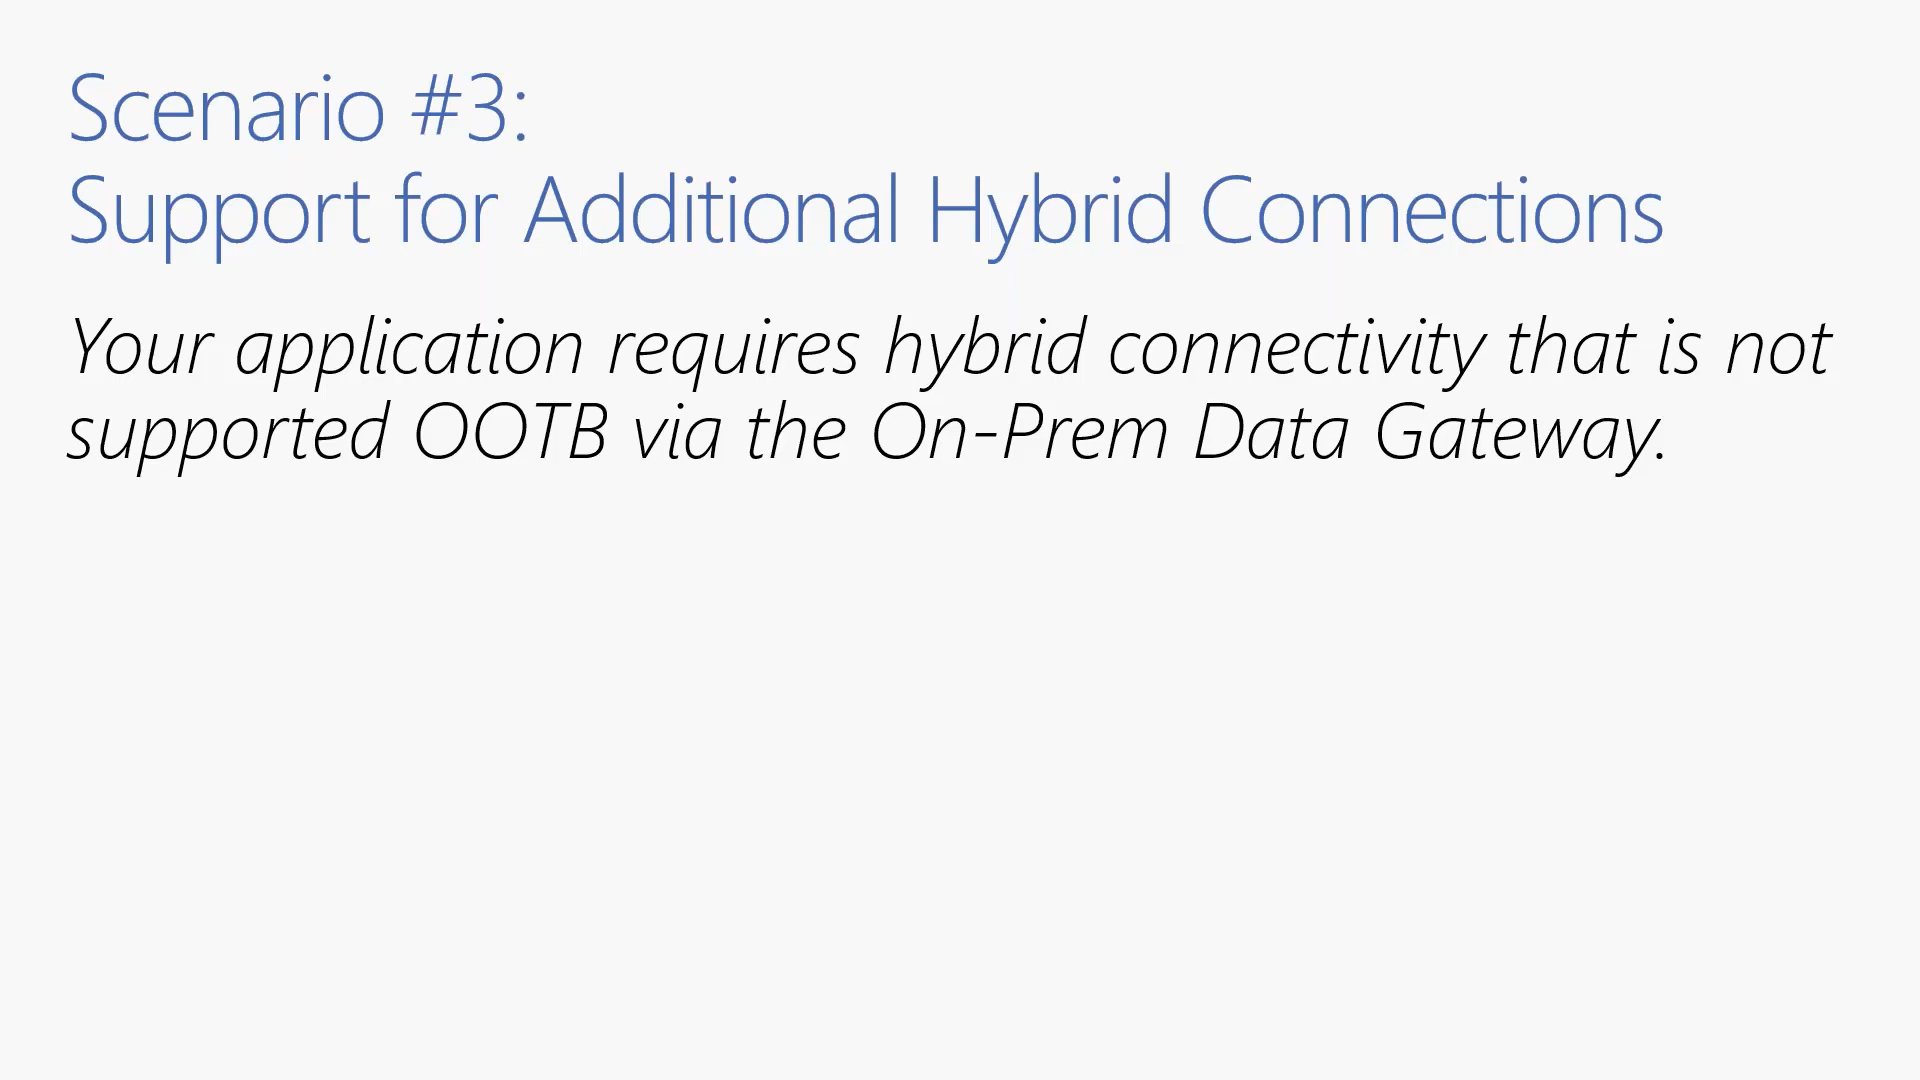 Scenario #3:
Support for Additional Hybrid Connections
Your application requires hybrid connectivity that is not
supported OOTB via the On-Prem Data Gateway.